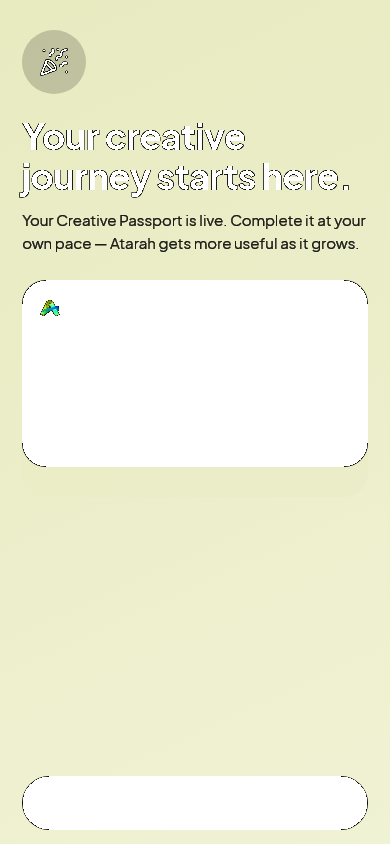 Your creative
journey starts here.
Your Creative Passport is live. Complete it at your
own pace — Atarah gets more useful as it grows.